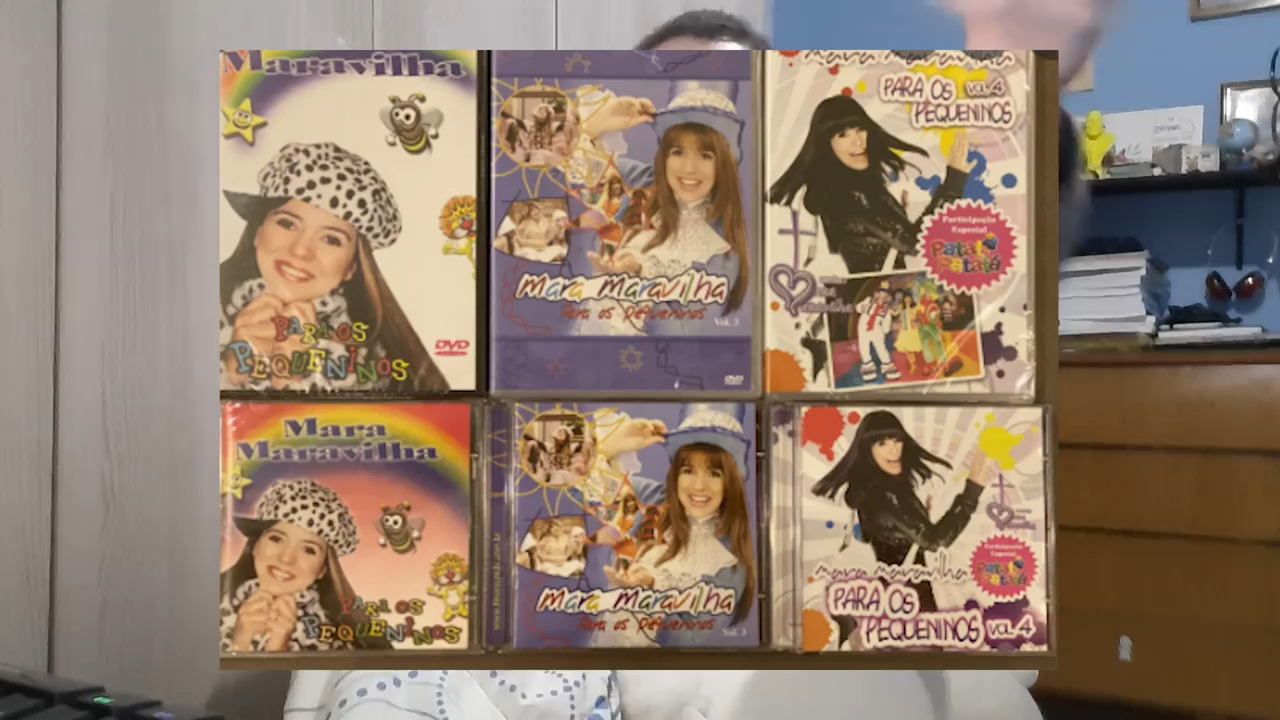 Maravilha
PARA OS
PEQUENINOS
DVD
mara maravilha
Para os Pequeninos
Vol. 3
DVD
mara maravilha
PARA OS VOL. 4
PEQUENINOS
Participação
Especial
Patati
Patatá
Mara
Maravilha
PARA OS
PEQUENINOS
mara maravilha
Para os Pequeninos
Vol. 3
Participação
Especial
Patati
Patatá
mara maravilha
PARA OS
PEQUENINOS VOL. 4